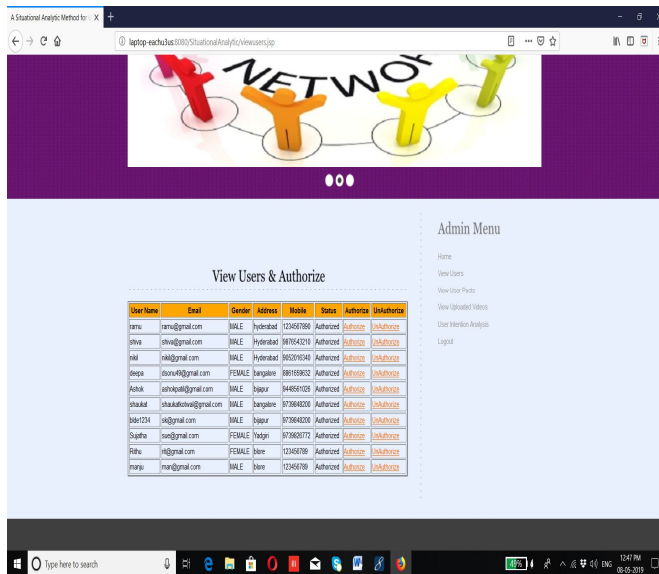 A Situational Analytic Method for
laptop-eachu3us:8080/SituationalAnalytic/viewusers.jsp
NETWO
Admin Menu
Home
View Users
View User Posts
View Uploaded Videos
User Intention Analysis
Logout
View Users & Authorize
User Name Email Gender Address Mobile Status Authorize UnAuthorize
ramu ramu@gmail.com MALE hyderabad 1234567890 Authorized Authorize UnAuthorize
shiva shiva@gmail.com MALE Hyderabad 9876543210 Authorized Authorize UnAuthorize
nikil nikil@gmail.com MALE Hyderabad 9052016340 Authorized Authorize UnAuthorize
deepa dsonu49@gmail.com FEMALE bangalore 8861659632 Authorized Authorize UnAuthorize
Ashok ashokpatil@gmail.com MALE bijapur 9448561026 Authorized Authorize UnAuthorize
shaukat shaukatkotwal@gmail.com MALE bangalore 9739848200 Authorized Authorize UnAuthorize
bide1234 sk@gmail.com MALE bijapur 9739848200 Authorized Authorize UnAuthorize
Sujatha sue@gmail.com FEMALE Yadgiri 9739826772 Authorized Authorize UnAuthorize
Rithu rit@gmail.com FEMALE blore 123456789 Authorized Authorize UnAuthorize
manju man@gmail.com MALE blore 123456789 Authorized Authorize UnAuthorize
Type here to search
49%
ENG
12:47 PM
08-05-2019